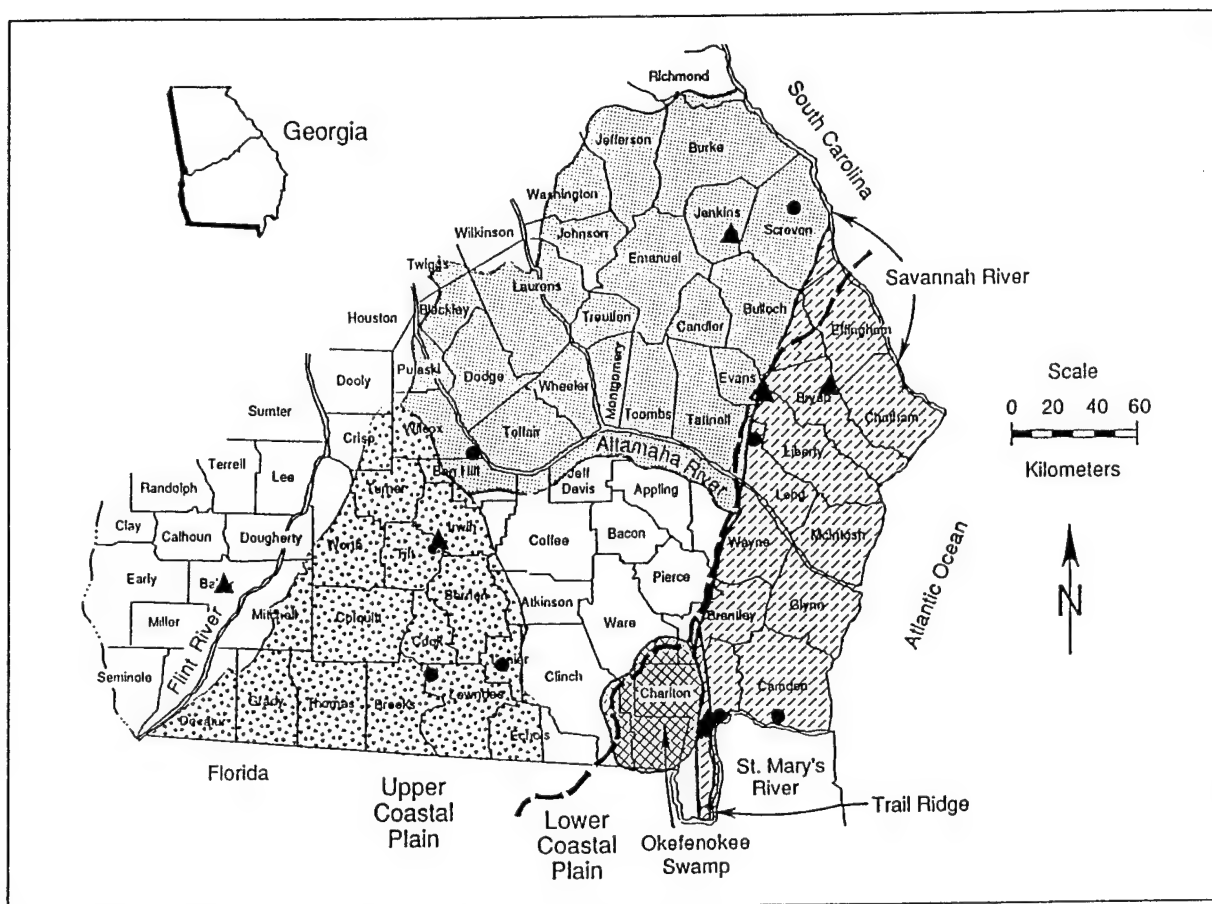 Georgia
Richmond
South Carolina
Jefferson
Burke
Washington
Jenkins
Screven
Wilkinson
Johnson
Emanuel
Twiggs
Laurens
Savannah River
Houston
Bleckley
Treutlen
Candler
Bulloch
Effingham
Pulaski
Dodge
Wheeler
Montgomery
Evans
Dooly
Toombs
Tattnall
Bryan
Chatham
Scale
0 20 40 60
Kilometers
Sumter
Crisp
Wilcox
Telfair
Altamaha River
Liberty
Terrell
Lee
Ben Hill
Jeff
Davis
Appling
Long
Randolph
Turner
McIntosh
Clay
Calhoun
Dougherty
Worth
Tift
Irwin
Coffee
Bacon
Wayne
Atlantic Ocean
N
Early
Ba
Pierce
Berrien
Atkinson
Glynn
Miller
Mitchell
Colquitt
Cook
Ware
Brantley
Seminole
Flint River
Lanier
Clinch
Charlton
Camden
Decatur
Grady
Thomas
Brooks
Lowndes
Echols
Florida
St. Mary's
River
Upper
Coastal
Plain
Lower
Coastal
Plain
Trail Ridge
Okefenokee
Swamp